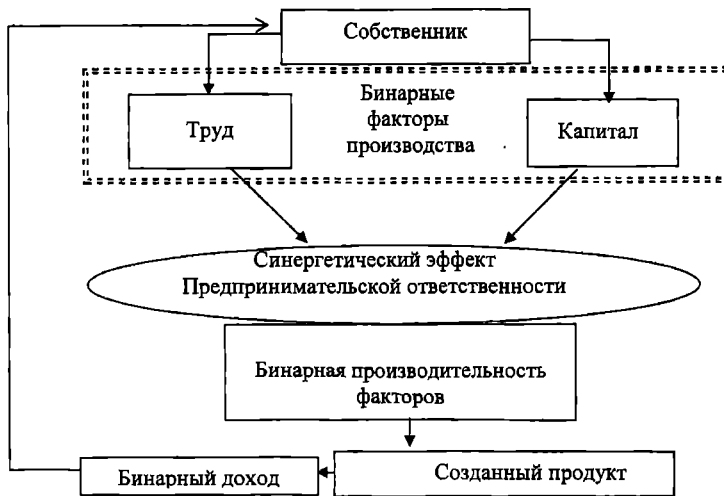 Собственник
Бинарные
факторы
производства
Труд
Капитал
Синергетический эффект
Предпринимательской ответственности
Бинарная производительность
факторов
Бинарный доход
Созданный продукт